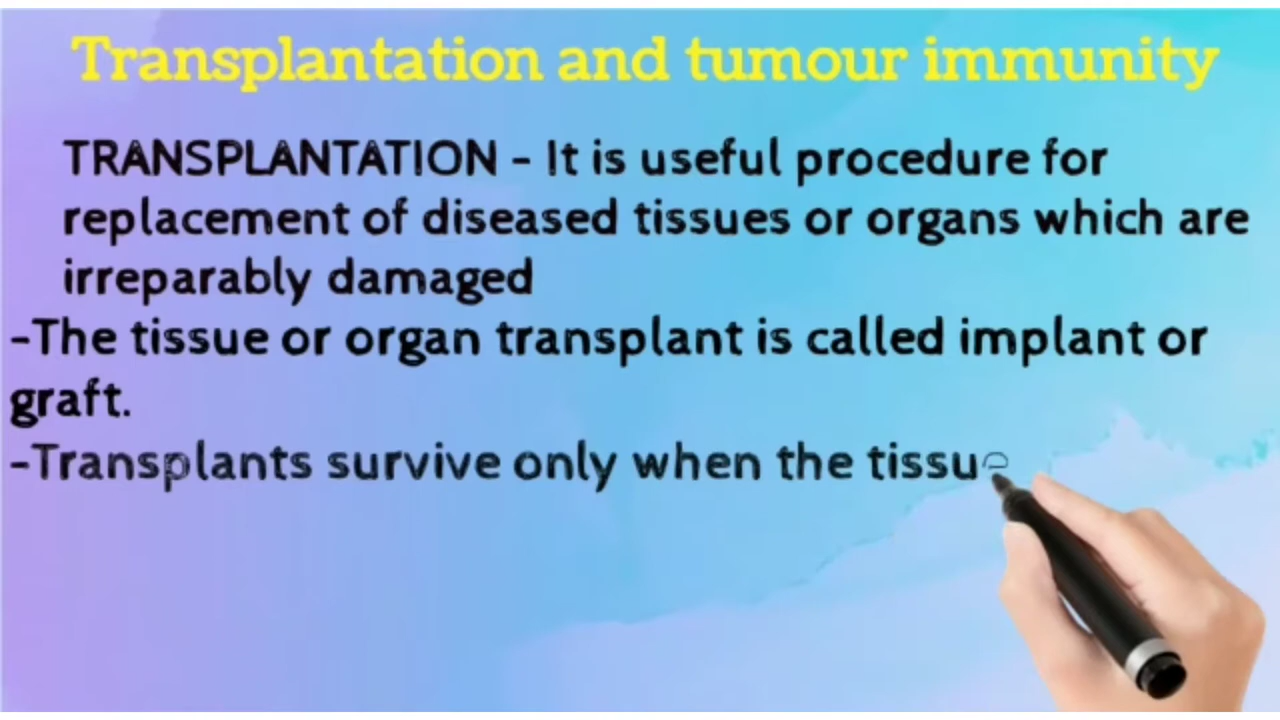 Transplantation and tumour immunity
TRANSPLANTATION - It is useful procedure for
replacement of diseased tissues or organs which are
irreparably damaged
-The tissue or organ transplant is called implant or
graft.
-Transplants survive only when the tissue